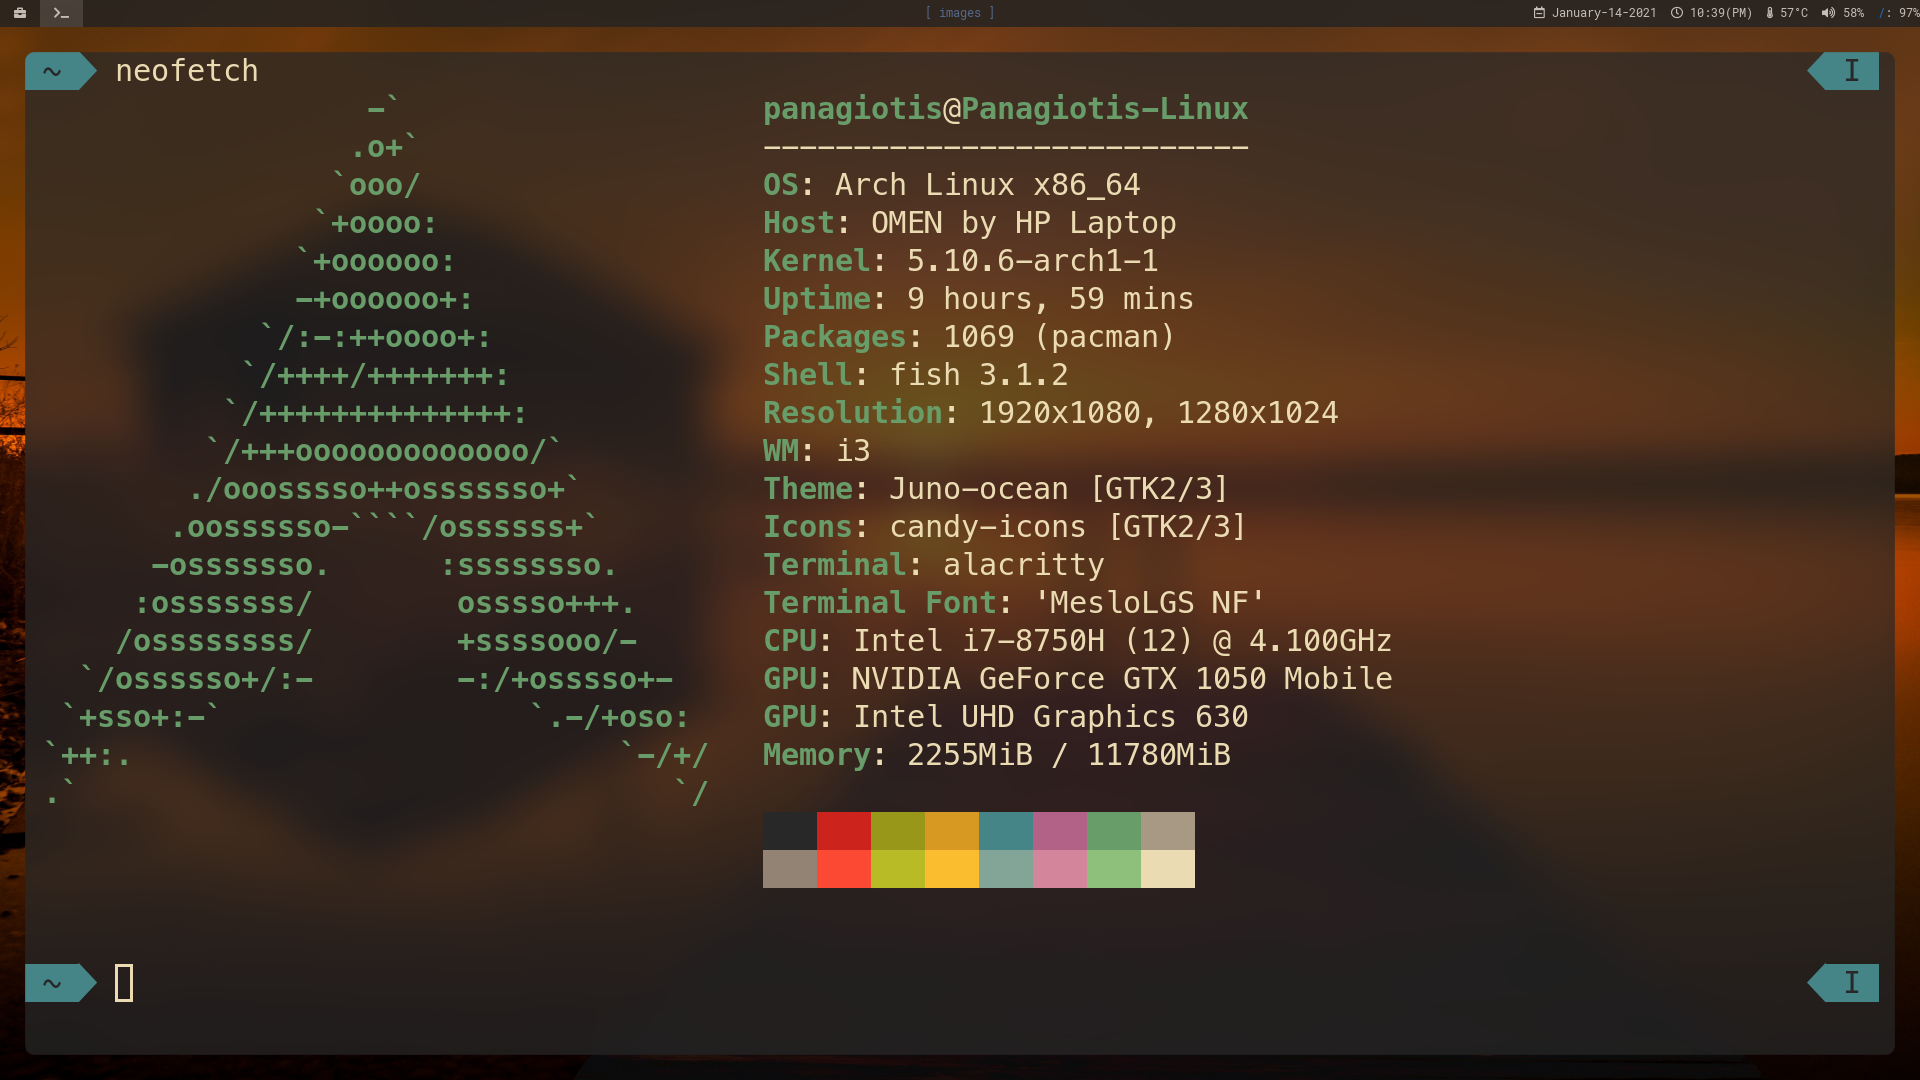 [ images ] January-14-2021 10:39(PM) 57°C 58% /: 97%
~ neofetch I
-`
.o+`
`ooo/
`+oooo:
`+oooooo:
-+oooooo+:
`/:-:++oooo+:
`/++++/+++++++:
`/++++++++++++++:
`/+++ooooooooooooo/`
./ooosssso++osssssso+`
.oossssso-````/ossssss+`
-osssssso.      :ssssssso.
:osssssss/        osssso+++.
/ossssssss/        +ssssooo/-
`/ossssso+/:-        -:/+osssso+-
`+sso+:-`                 `.-/+oso:
`++:.                           `-/+/
.`                                 `/
panagiotis@Panagiotis-Linux
---------------------------
OS: Arch Linux x86_64
Host: OMEN by HP Laptop
Kernel: 5.10.6-arch1-1
Uptime: 9 hours, 59 mins
Packages: 1069 (pacman)
Shell: fish 3.1.2
Resolution: 1920x1080, 1280x1024
WM: i3
Theme: Juno-ocean [GTK2/3]
Icons: candy-icons [GTK2/3]
Terminal: alacritty
Terminal Font: 'MesloLGS NF'
CPU: Intel i7-8750H (12) @ 4.100GHz
GPU: NVIDIA GeForce GTX 1050 Mobile
GPU: Intel UHD Graphics 630
Memory: 2255MiB / 11780MiB
~ I